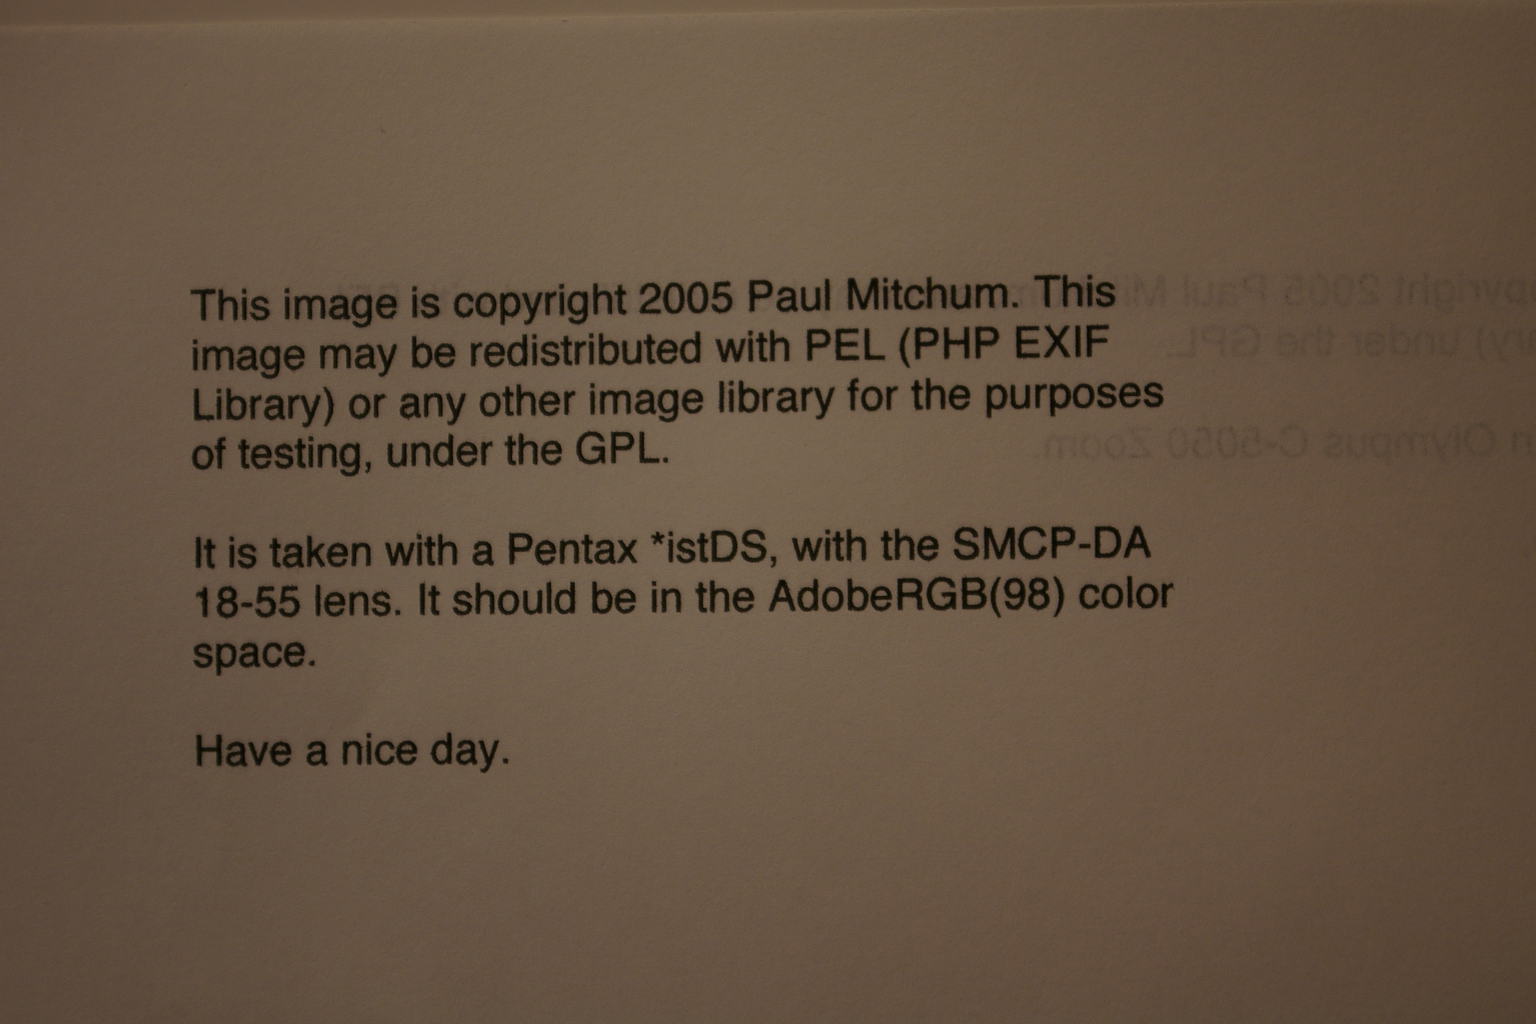 This image is copyright 2005 Paul Mitchum. This
image may be redistributed with PEL (PHP EXIF
Library) or any other image library for the purposes
of testing, under the GPL.
It is taken with a Pentax *istDS, with the SMCP-DA
18-55 lens. It should be in the AdobeRGB(98) color
space.
Have a nice day.